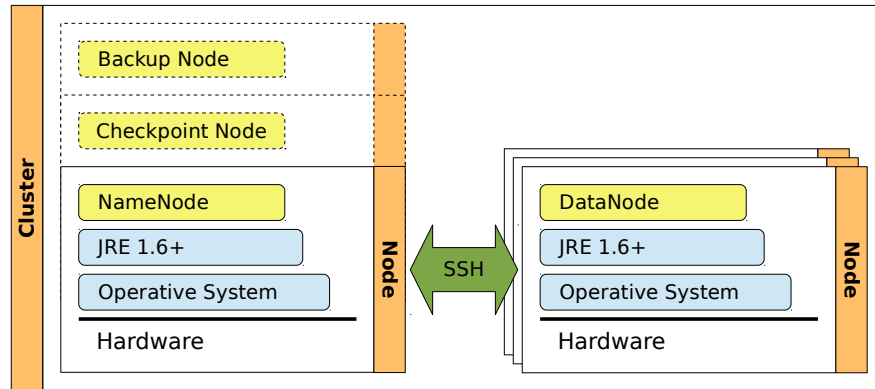 Cluster
Backup Node
Checkpoint Node
NameNode
JRE 1.6+
Operative System
Hardware
Node
SSH
DataNode
JRE 1.6+
Operative System
Hardware
Node